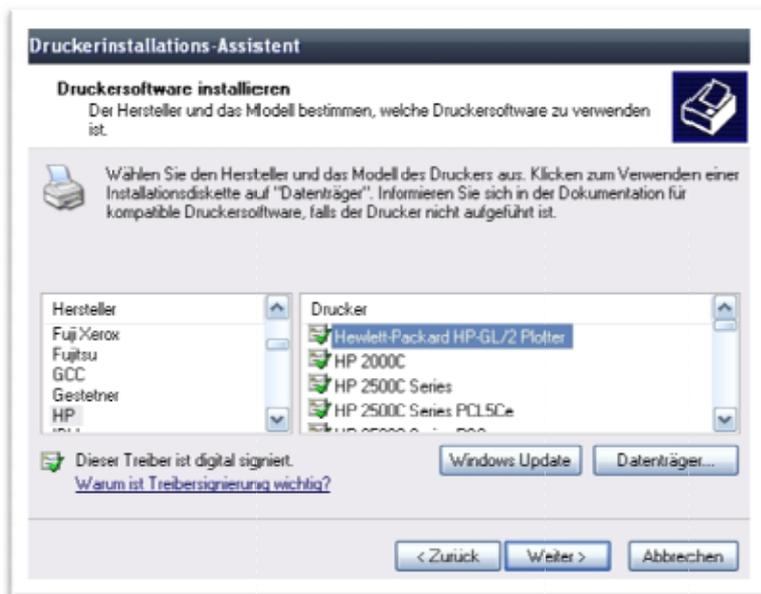 Druckerinstallations-Assistent
Druckersoftware installieren
Der Hersteller und das Modell bestimmen, welche Druckersoftware zu verwenden
ist.
Wählen Sie den Hersteller und das Modell des Druckers aus. Klicken zum Verwenden einer
Installationsdiskette auf "Datenträger". Informieren Sie sich in der Dokumentation für
kompatible Druckersoftware, falls der Drucker nicht aufgeführt ist.
Hersteller
Fuji Xerox
Fujitsu
GCC
Gestetner
HP
Drucker
Hewlett-Packard HP-GL/2 Plotter
HP 2000C
HP 2500C Series
HP 2500C Series PCL5Ce
Dieser Treiber ist digital signiert.
Warum ist Treibersignierung wichtig?
Windows Update
Datenträger...
< Zurück
Weiter >
Abbrechen